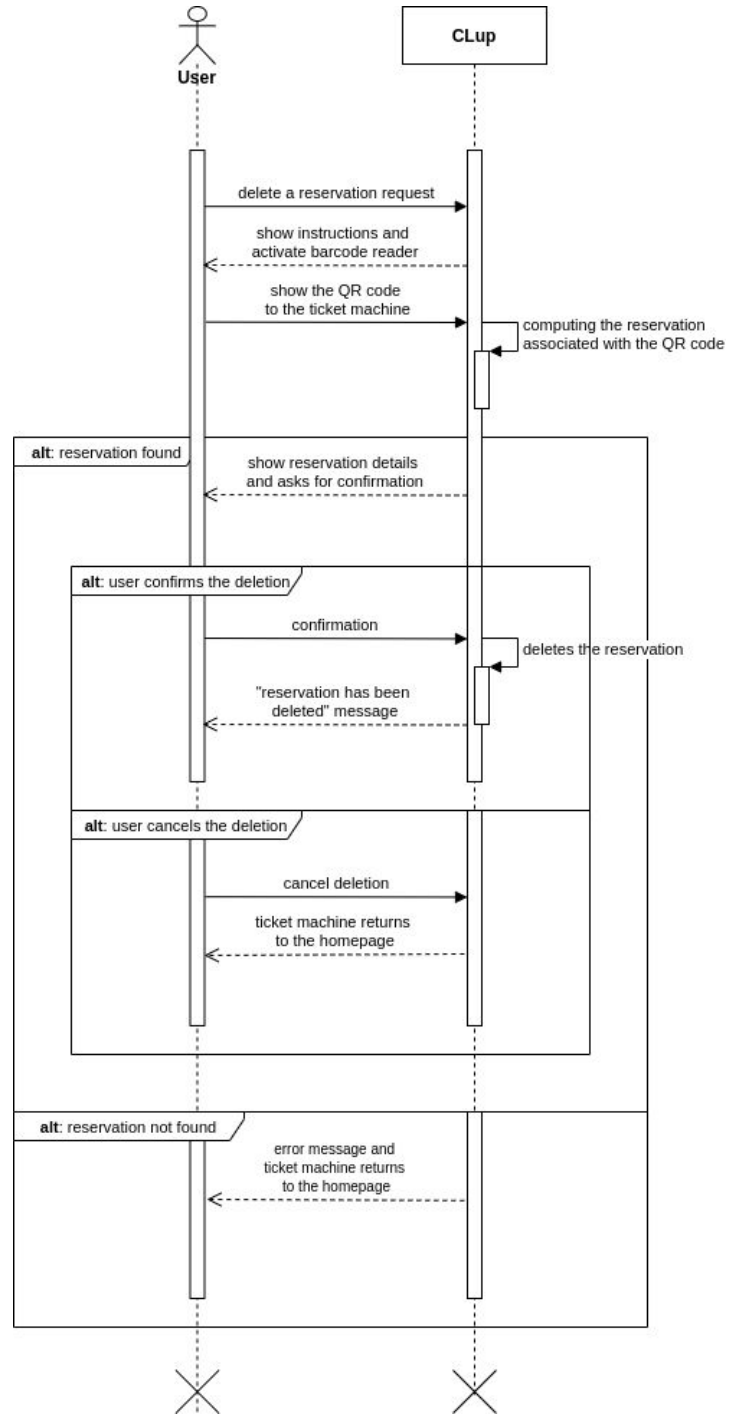 User
CLup
delete a reservation request
show instructions and
activate barcode reader
show the QR code
to the ticket machine
computing the reservation
associated with the QR code
alt: reservation found
show reservation details
and asks for confirmation
alt: user confirms the deletion
confirmation
deletes the reservation
"reservation has been
deleted" message
alt: user cancels the deletion
cancel deletion
ticket machine returns
to the homepage
alt: reservation not found
error message and
ticket machine returns
to the homepage